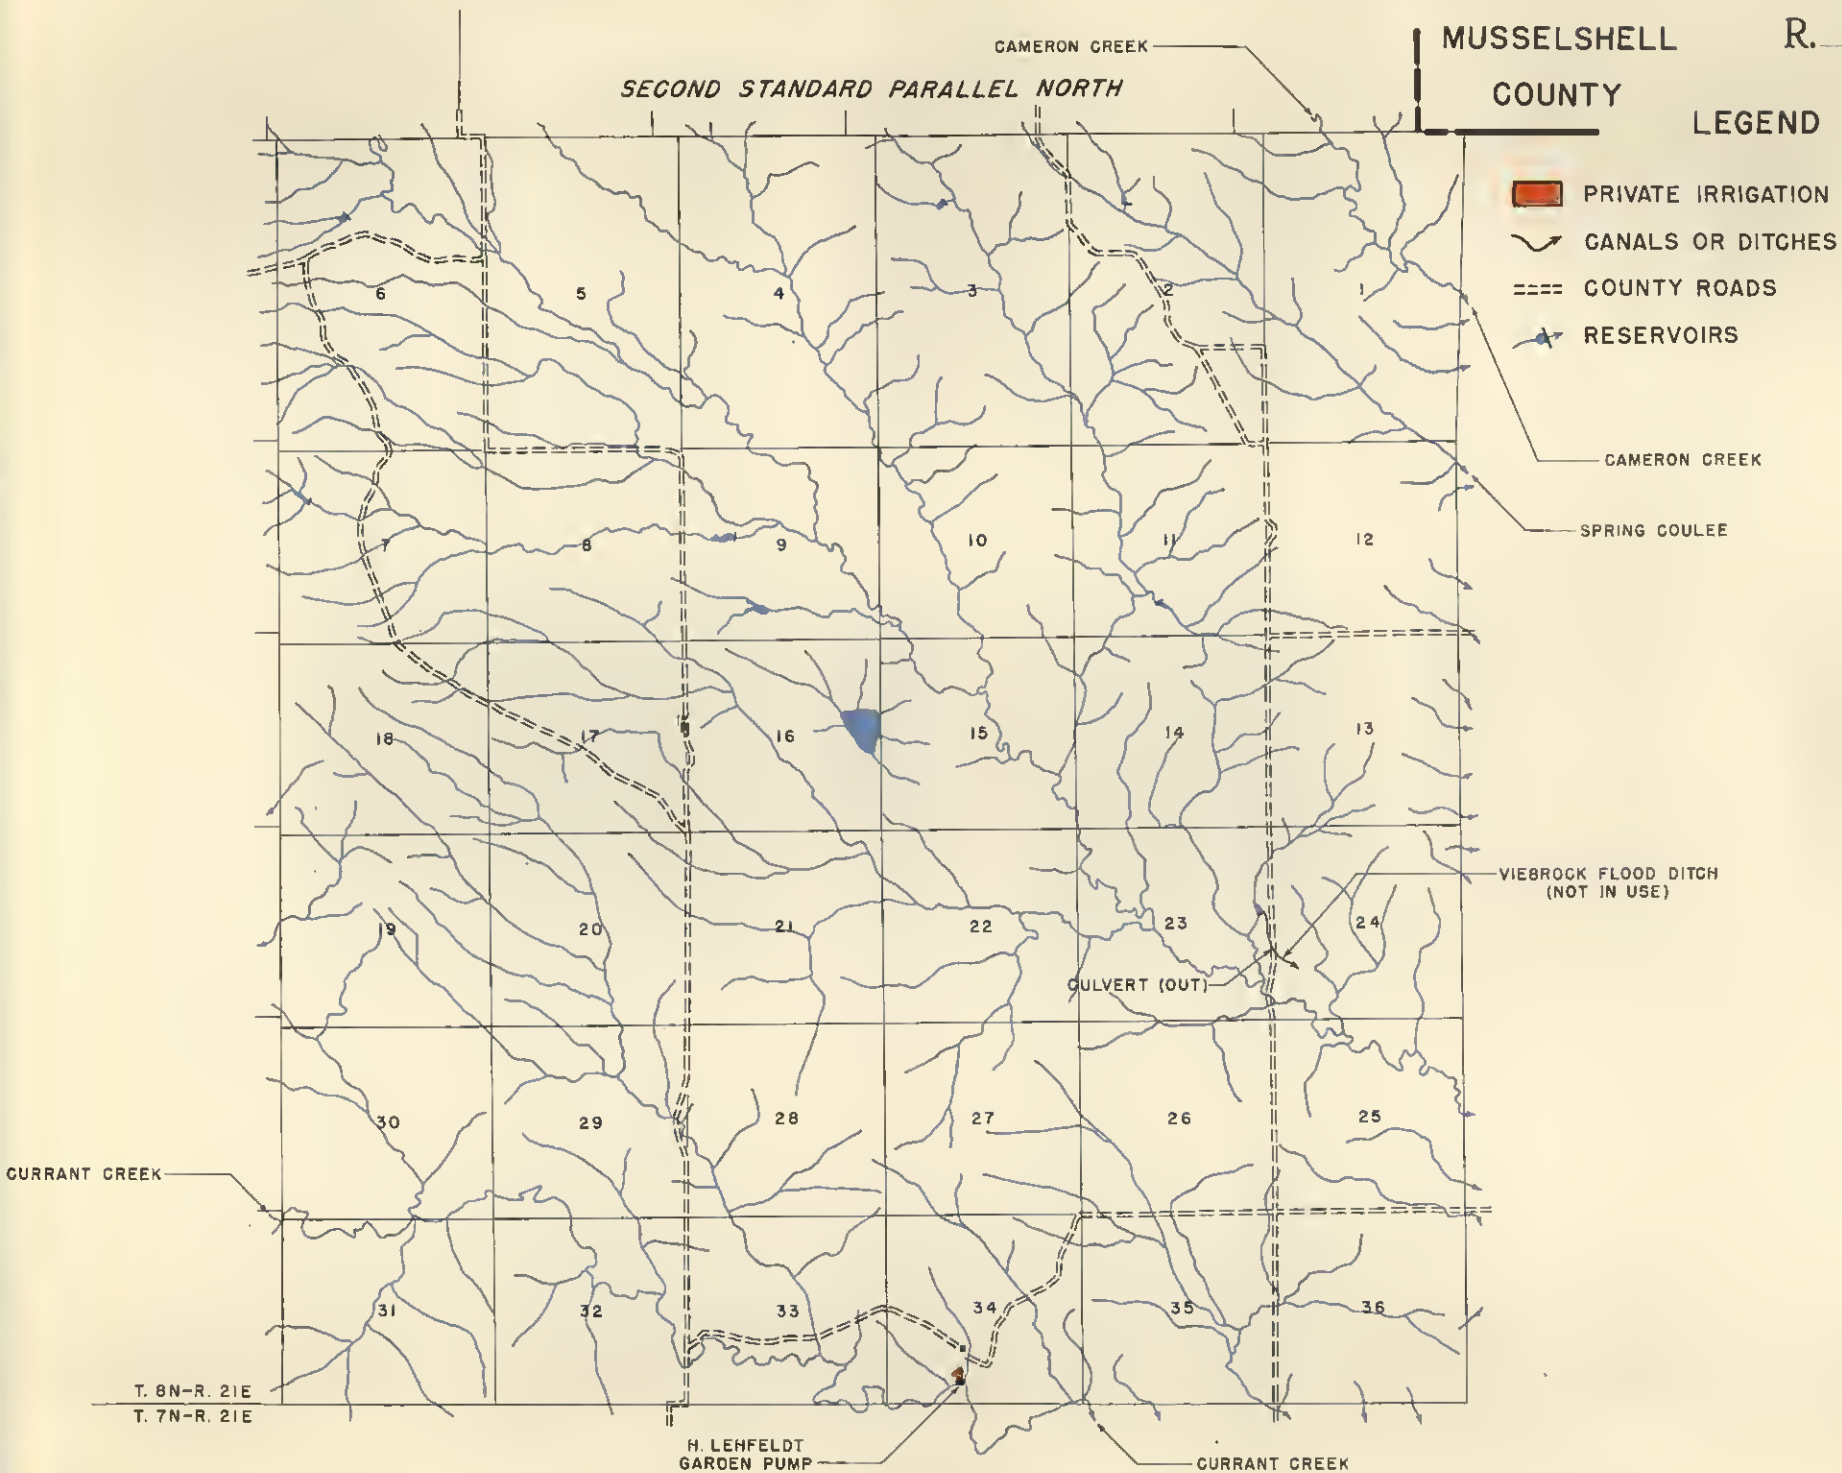 CAMERON CREEK
MUSSELSHELL
COUNTY
R.
SECOND STANDARD PARALLEL NORTH
LEGEND
PRIVATE IRRIGATION
CANALS OR DITCHES
COUNTY ROADS
RESERVOIRS
6 5 4 3 2 1
CAMERON CREEK
SPRING COULEE
7 8 9 10 11 12
18 17 16 15 14 13
VIEBROCK FLOOD DITCH
(NOT IN USE)
19 20 21 22 23 24
CULVERT (OUT)
30 29 28 27 26 25
CURRANT CREEK
31 32 33 34 35 36
T. 8N-R. 21E
T. 7N-R. 21E
H. LEHFELDT
GARDEN PUMP
CURRANT CREEK